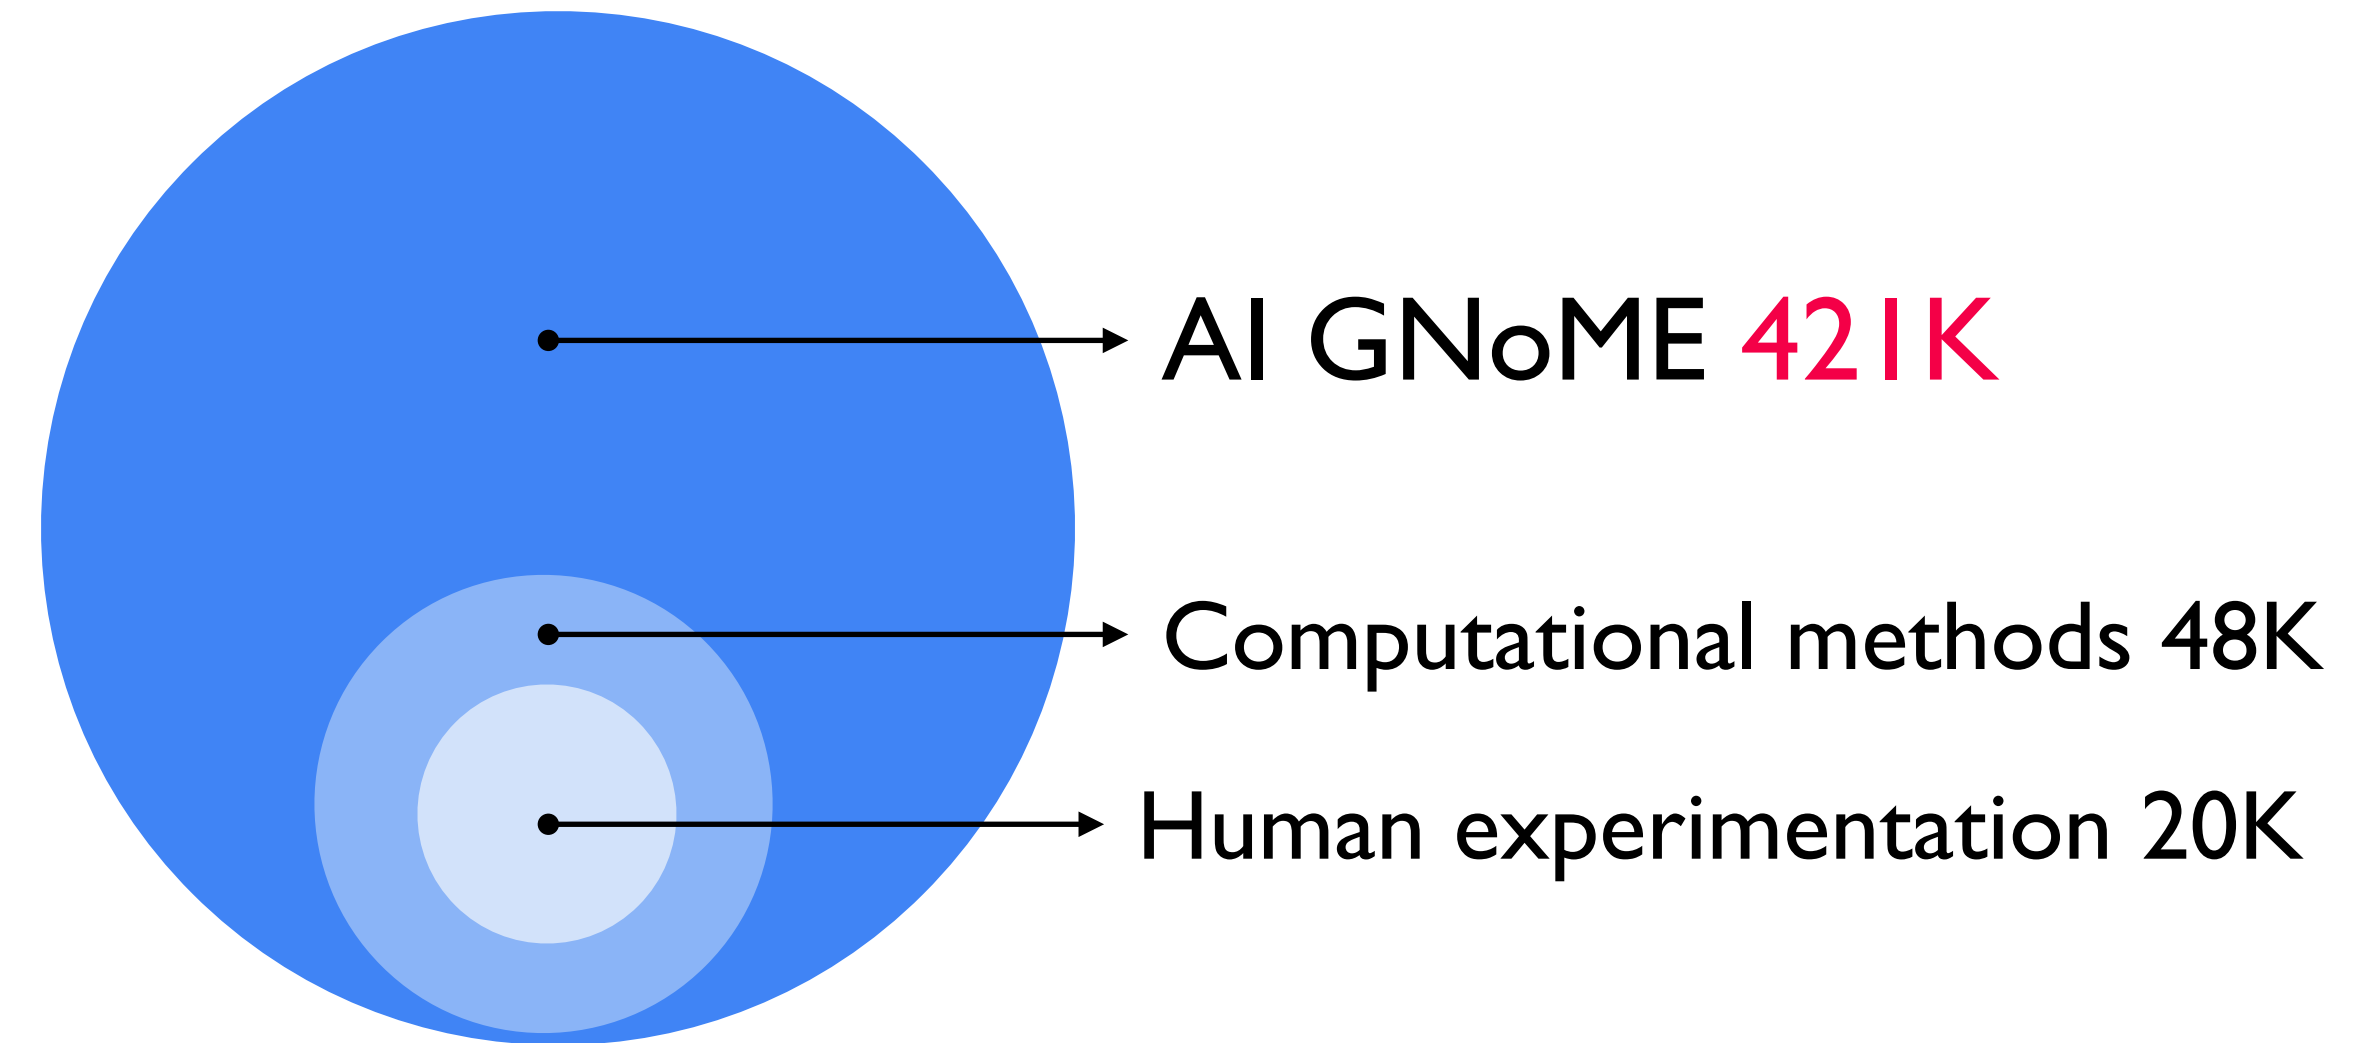 AI GNoME 421K
Computational methods 48K
Human experimentation 20K